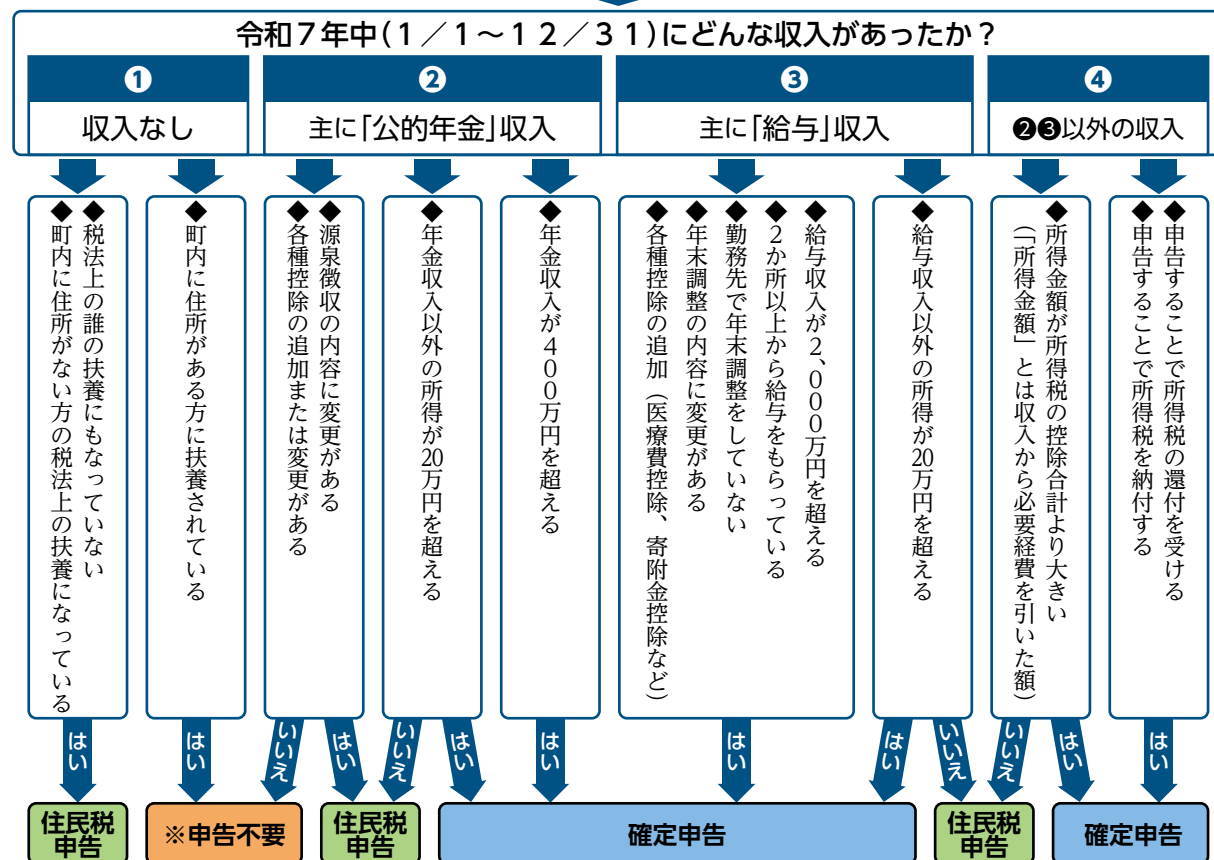 令和7年中(1/1~12/31)にどんな収入があったか?
❶
収入なし
❷
主に「公的年金」収入
❸
主に「給与」収入
❹
❷❸以外の収入
◆税法上の誰の扶養にもなっていない
◆町内に住所がない方の税法上の扶養になっている
◆町内に住所がある方に扶養されている
◆源泉徴収の内容に変更がある
◆各種控除の追加または変更がある
◆年金収入以外の所得が20万円を超える
◆年金収入が400万円を超える
◆給与収入が2,000万円を超える
◆2か所以上から給与をもらっている
◆勤務先で年末調整をしていない
◆年末調整の内容に変更がある
◆各種控除の追加(医療費控除、寄附金控除など)
◆給与収入以外の所得が20万円を超える
◆所得金額が所得税の控除合計より大きい
(「所得金額」とは収入から必要経費を引いた額)
◆申告することで所得税の還付を受ける
◆申告することで所得税を納付する
はい
はい
いいえ
はい
いいえ
はい
はい
はい
はい
いいえ
いいえ
はい
はい
住民税
申告
※申告不要
住民税
申告
確定申告
住民税
申告
確定申告